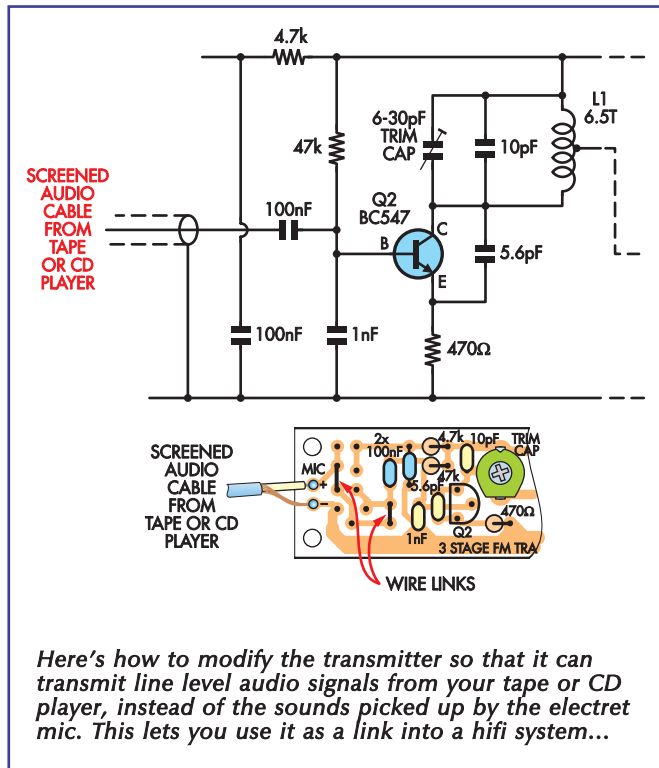 4.7k
L1
6.5T
6-30pF
TRIM
CAP
10pF
47k
SCREENED
AUDIO
CABLE
FROM
TAPE
OR CD
PLAYER
100nF
Q2
BC547
C
B
E
5.6pF
100nF
1nF
470Ω
SCREENED
AUDIO
CABLE
FROM
TAPE OR CD
PLAYER
MIC
+
–
2x
100nF
4.7k
10pF
TRIM
CAP
47k
5.6pF
470Ω
1nF
Q2
3 STAGE FM TRA
WIRE LINKS
Here's how to modify the transmitter so that it can
transmit line level audio signals from your tape or CD
player, instead of the sounds picked up by the electret
mic. This lets you use it as a link into a hifi system...